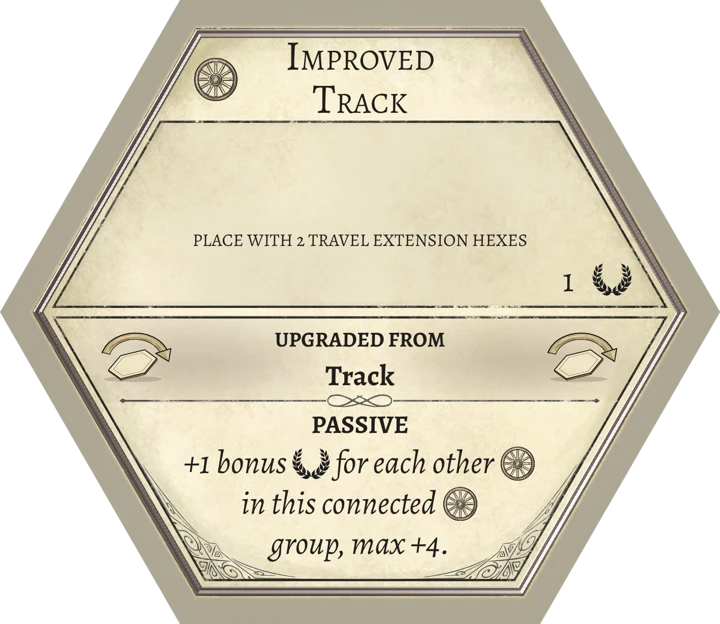 IMPROVED
TRACK
PLACE WITH 2 TRAVEL EXTENSION HEXES
1
UPGRADED FROM
Track
PASSIVE
+1 bonus for each other
in this connected
group, max +4.